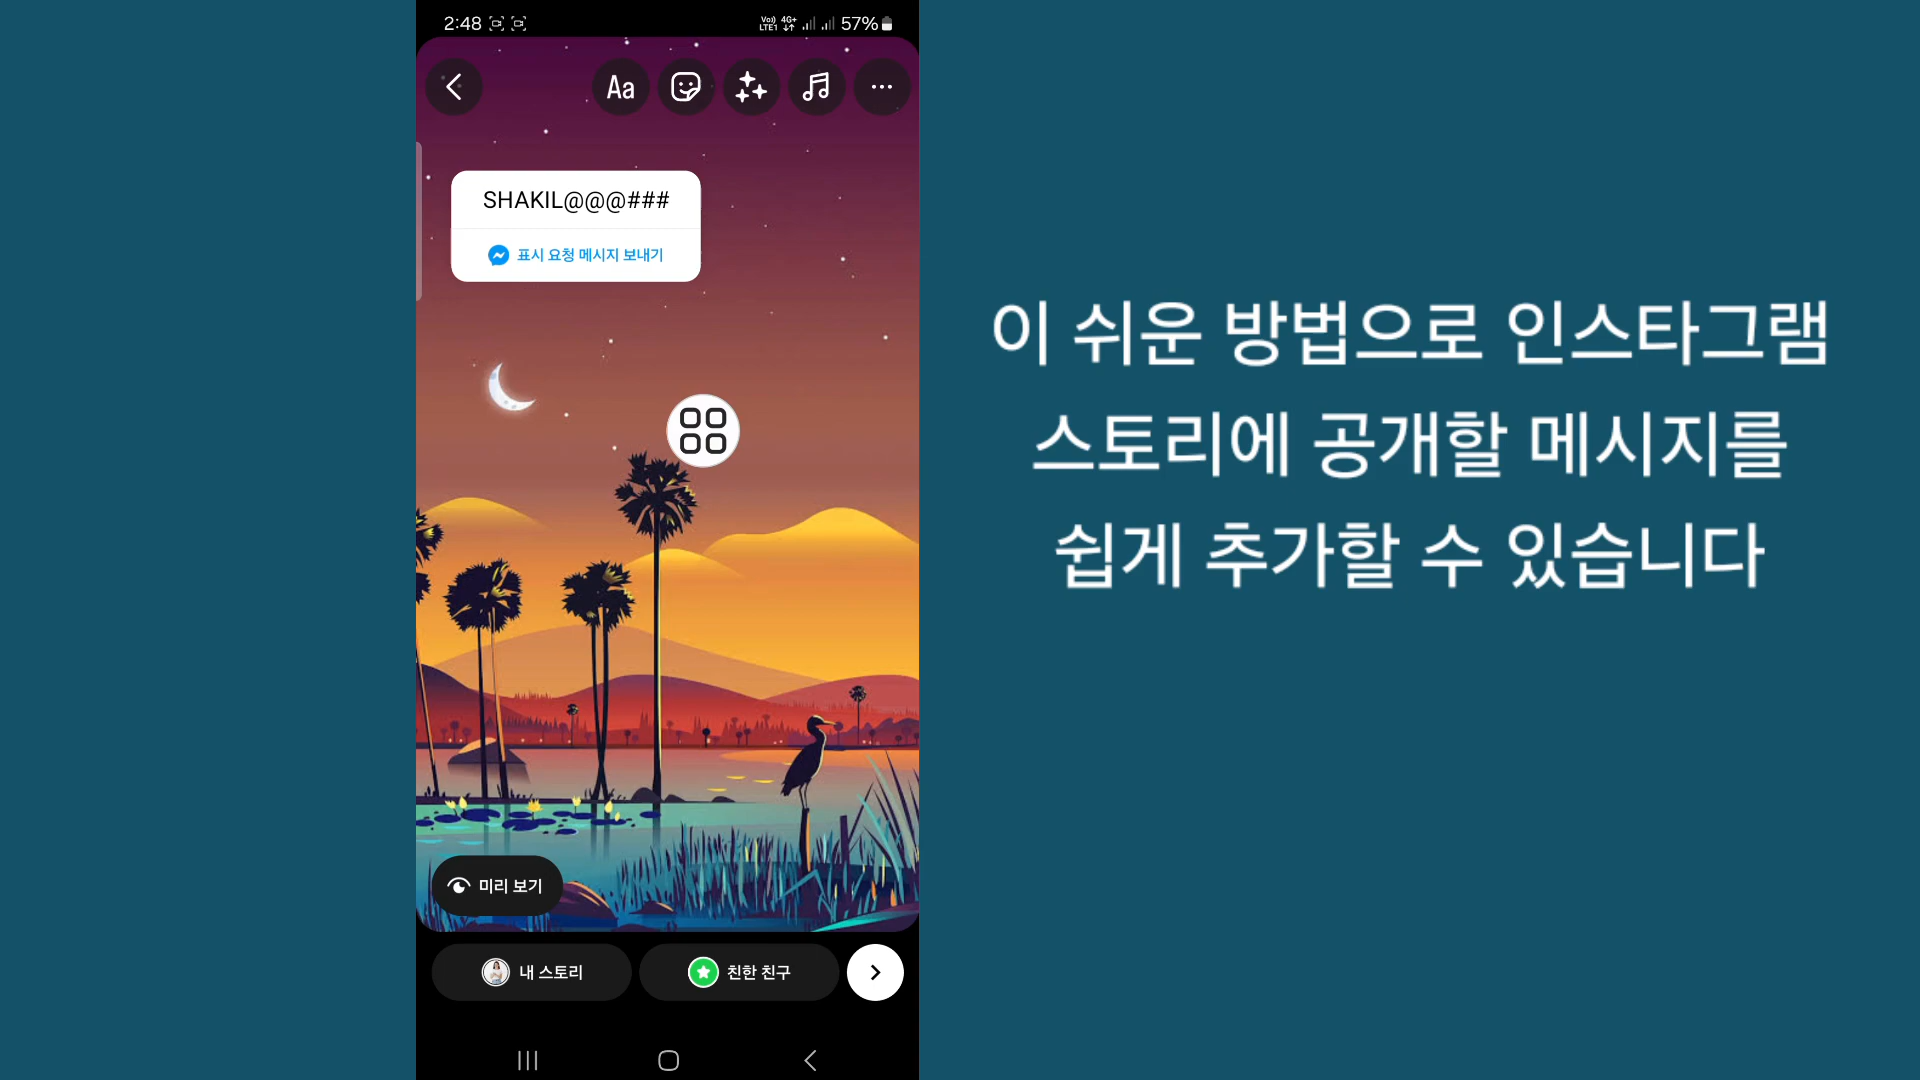 2:48
Vo)) LTE1 4G+ 57%
Aa
SHAKIL@@@###
표시 요청 메시지 보내기
미리 보기
내 스토리
친한 친구
이 쉬운 방법으로 인스타그램
스토리에 공개할 메시지를
쉽게 추가할 수 있습니다